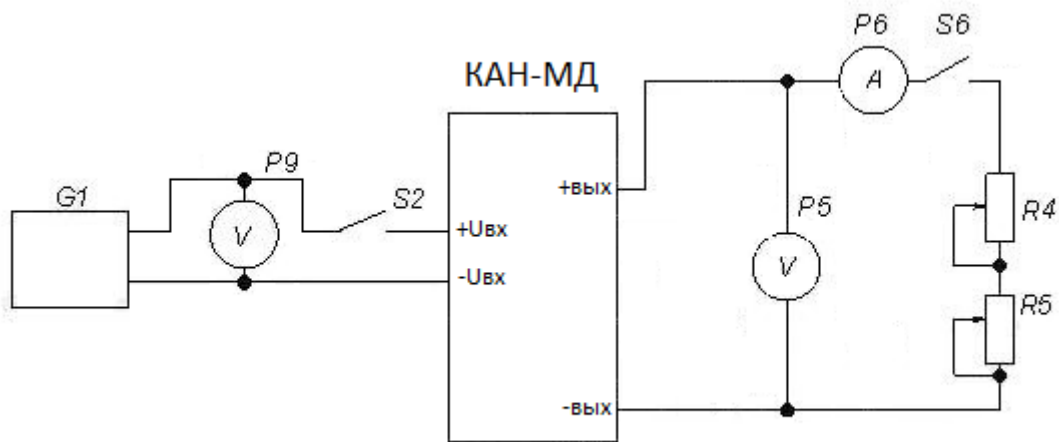 P6 S6
КАН-МД
А
P9
G1
S2
+вых
P5
R4
V
+Uвх
V
-Uвх
R5
-вых